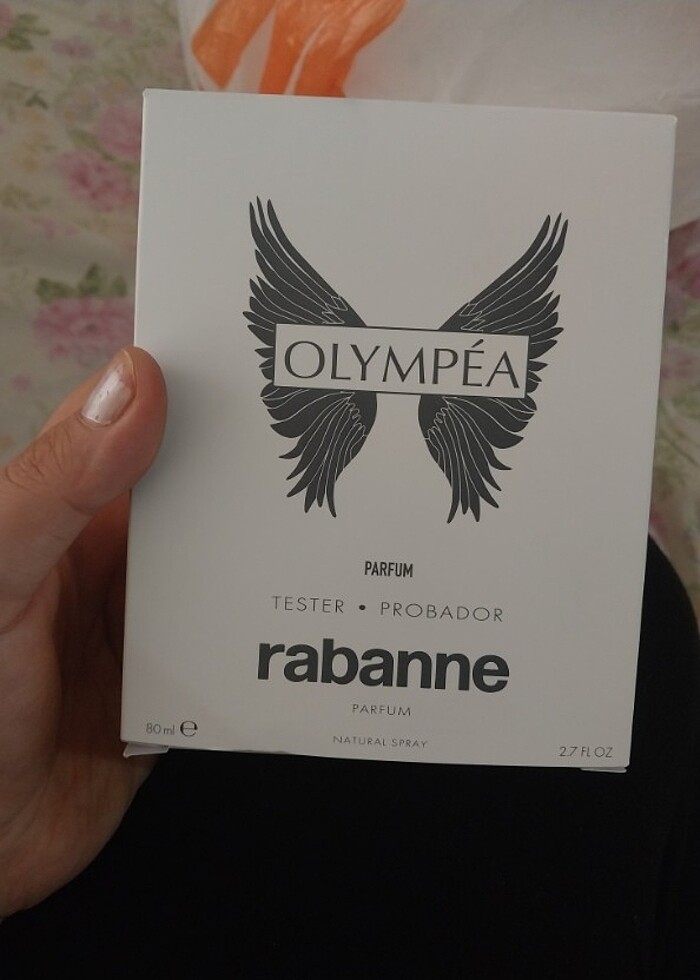 OLYMPÉA
PARFUM
TESTER • PROBADOR
rabanne
PARFUM
80 ml ℮
NATURAL SPRAY
2.7 FL OZ